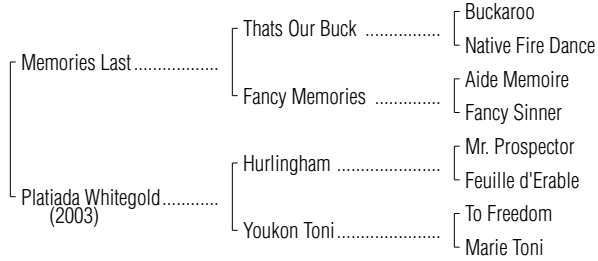 Buckaroo
Thats Our Buck ................
Native Fire Dance
Memories Last..................
Aide Memoire
Fancy Memories ..............
Fancy Sinner
Mr. Prospector
Hurlingham ......................
Feuille d'Erable
Platiada Whitegold............
(2003)
To Freedom
Youkon Toni......................
Marie Toni